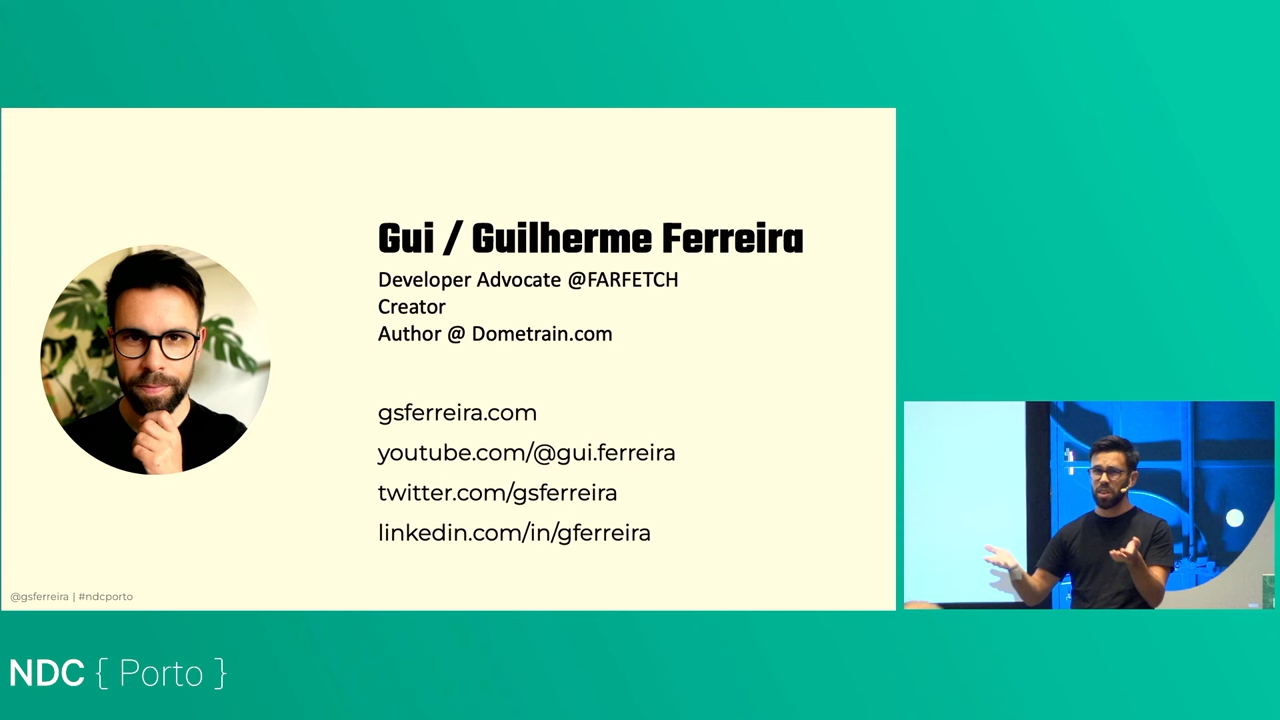 Gui / Guilherme Ferreira
Developer Advocate @FARFETCH
Creator
Author @ Dometrain.com
gsferreira.com
youtube.com/@gui.ferreira
twitter.com/gsferreira
linkedin.com/in/gferreira
@gsferreira | #ndcporto
NDC { Porto }